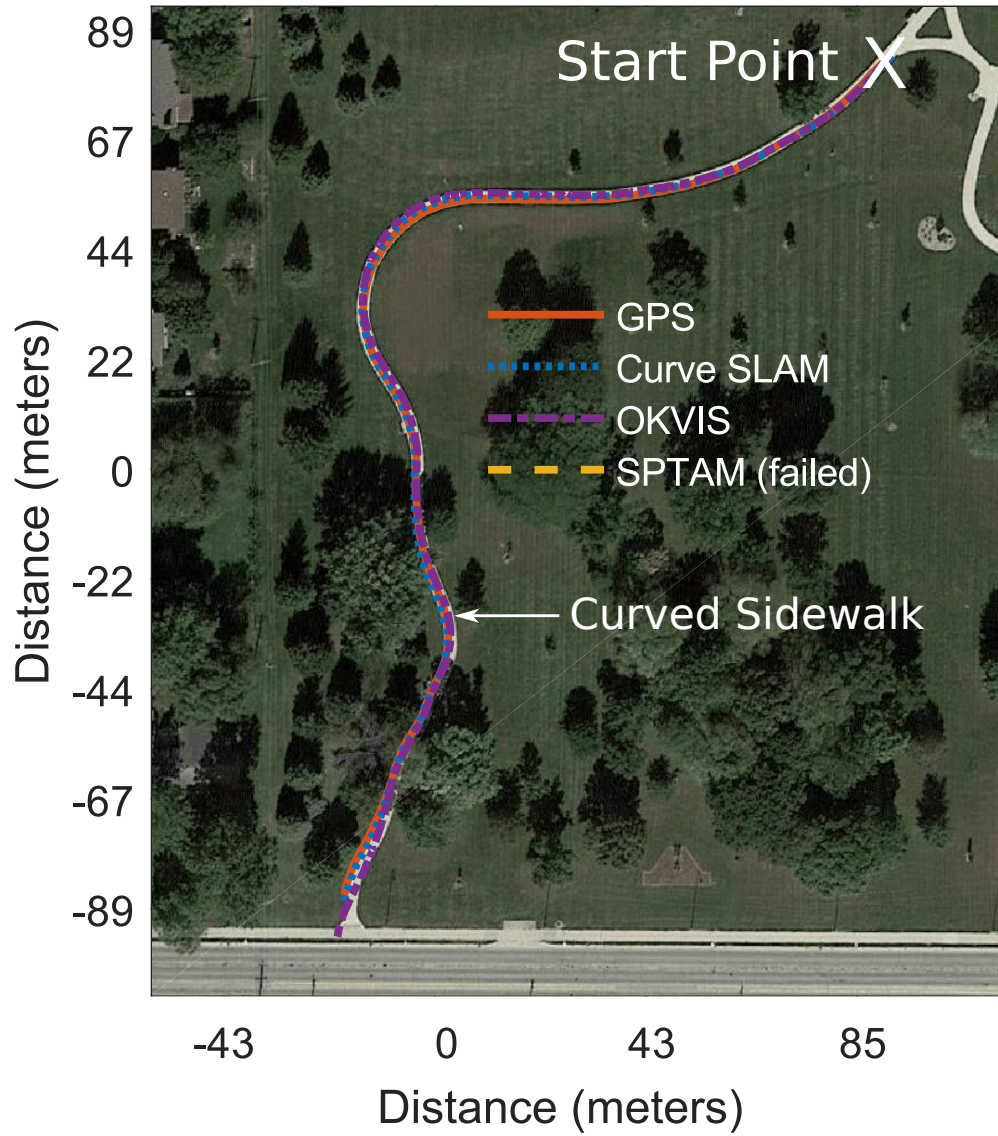 89
67
44
22
0
-22
-44
-67
-89
Distance (meters)
Start Point X
GPS
Curve SLAM
OKVIS
SPTAM (failed)
Curved Sidewalk
-43 0 43 85
Distance (meters)